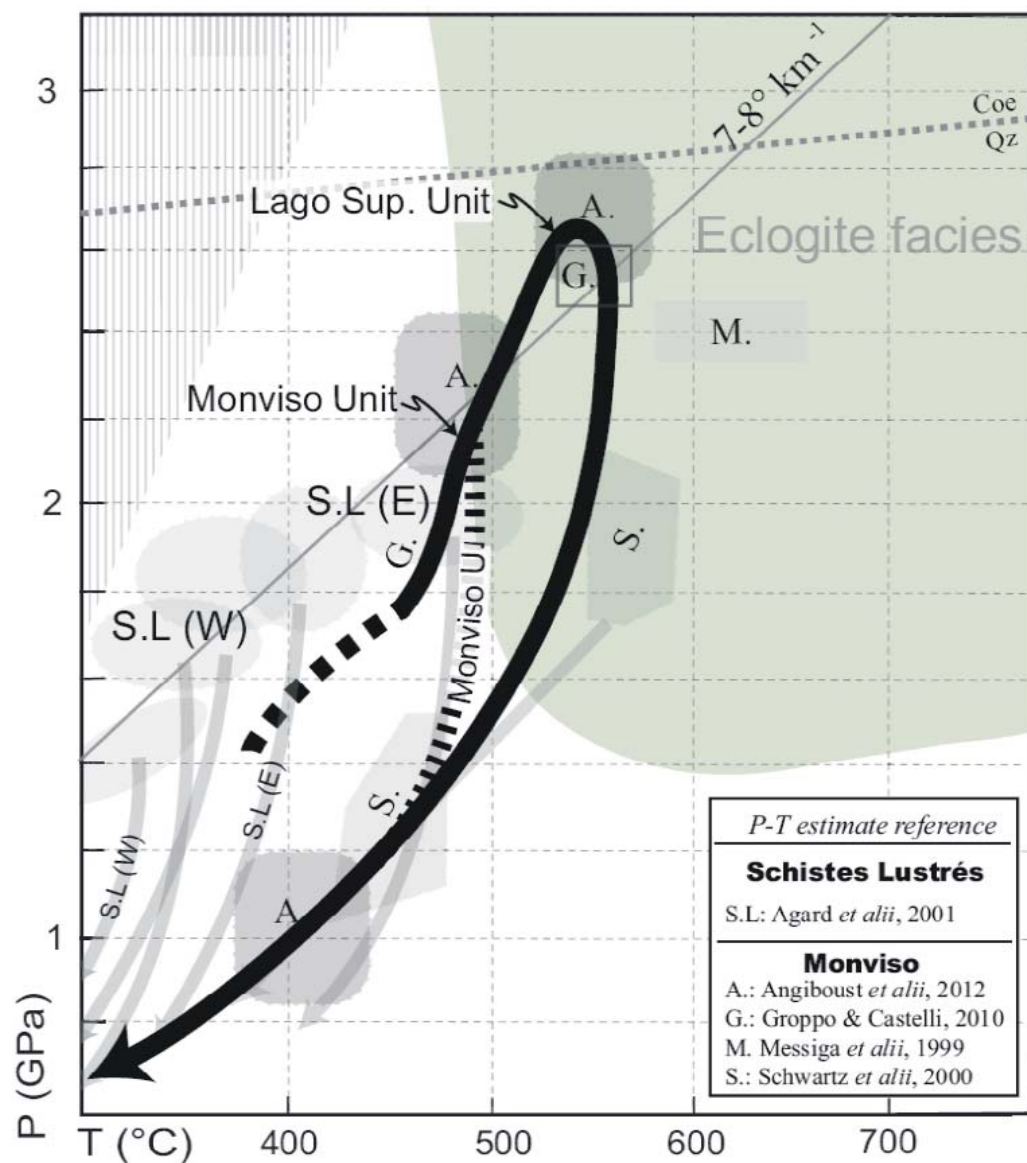 3
7-8° km⁻¹
Coe
Qz
A.
Lago Sup. Unit
Eclogite facies
G.
M.
A.
Monviso Unit
2
S.L (E)
G.
S.
Monviso U.
S.L (W)
S.L (E)
S.
S.L (W)
A.
1
P (GPa)
T (°C)
400
500
600
700
P-T estimate reference
Schistes Lustrés
S.L: Agard et alii, 2001
Monviso
A.: Angiboust et alii, 2012
G.: Groppo & Castelli, 2010
M. Messiga et alii, 1999
S.: Schwartz et alii, 2000